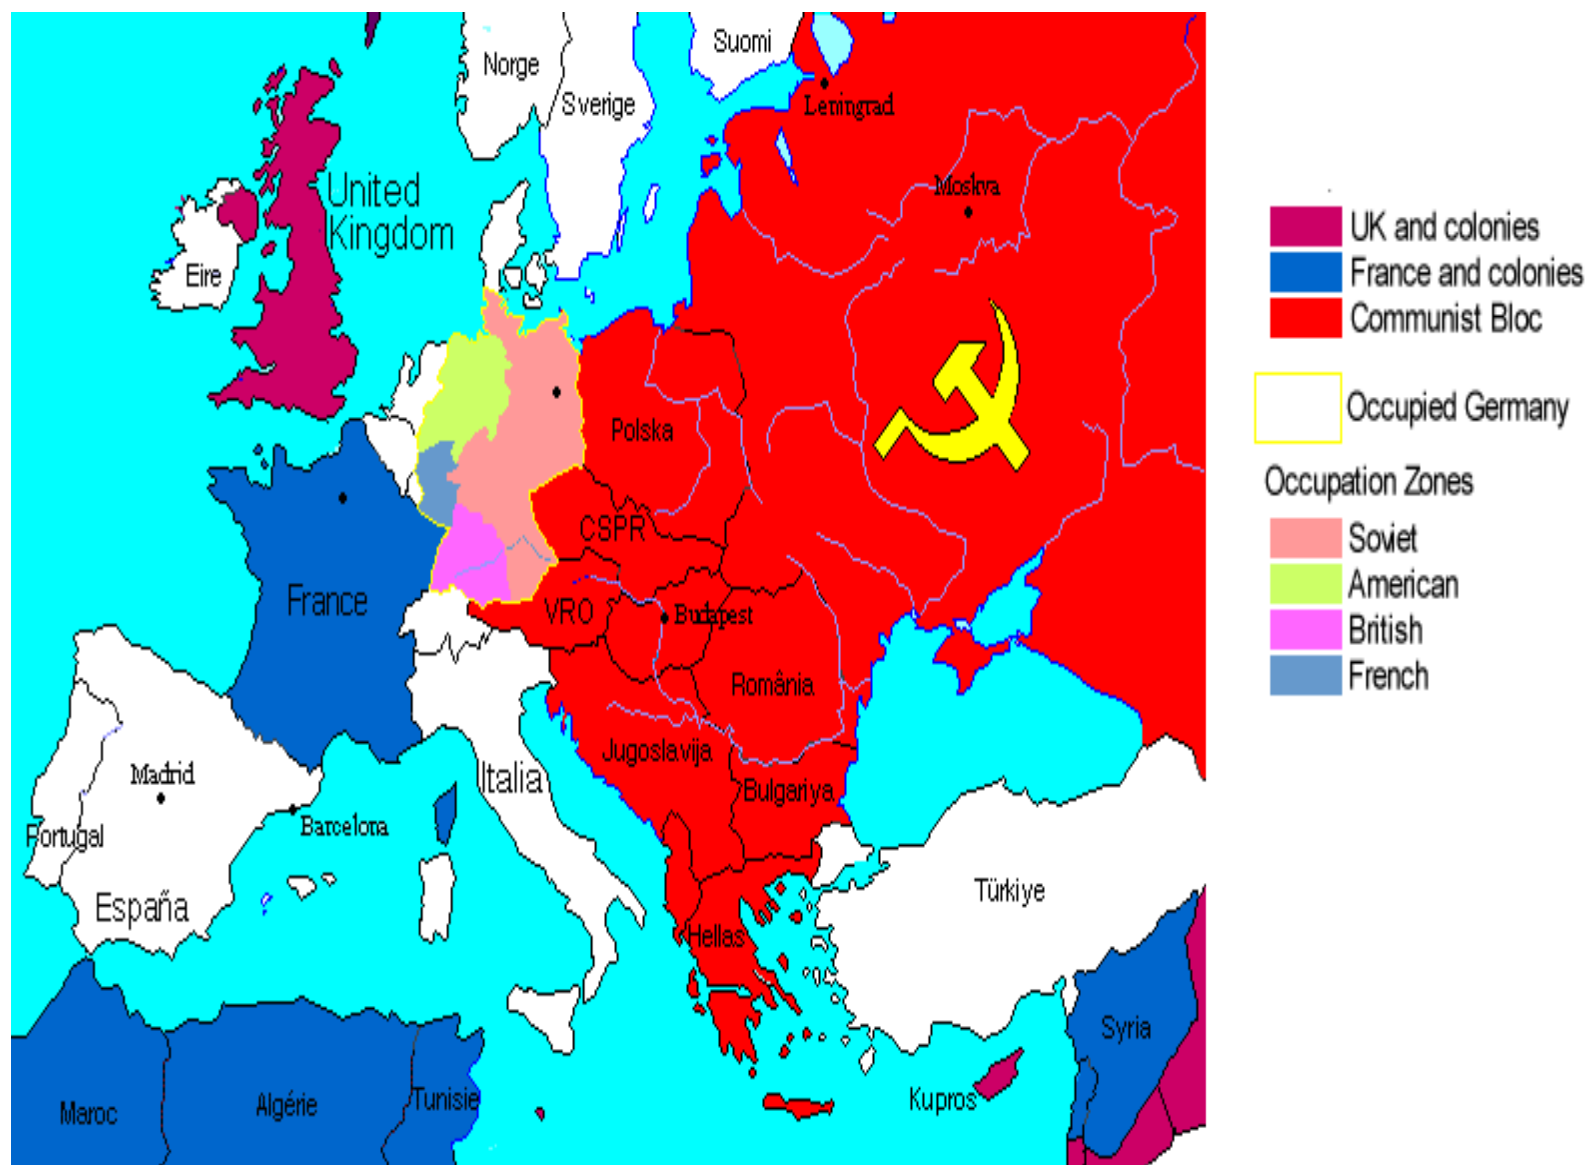 Norge
Suomi
Sverige
Leningrad
United
Kingdom
Moskva
Eire
Polska
CSPR
France
VRO
Budapest
România
Jugoslavija
Italia
Bulgariya
Madrid
Barcelona
Portugal
España
Türkiye
Hellas
Syria
Kupros
Maroc
Algérie
Tunisie
UK and colonies
France and colonies
Communist Bloc
Occupied Germany
Occupation Zones
Soviet
American
British
French